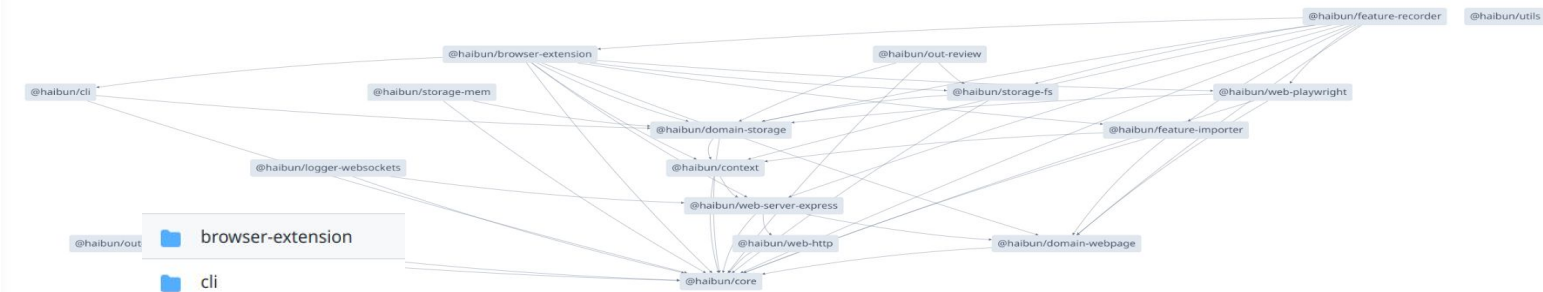 @haibun/feature-recorder @haibun/utils
@haibun/browser-extension @haibun/out-review
@haibun/cli @haibun/storage-mem @haibun/storage-fs @haibun/web-playwright
@haibun/domain-storage @haibun/feature-importer
@haibun/logger-websockets @haibun/context
@haibun/web-server-express
@haibun/out @haibun/web-http @haibun/domain-webpage
browser-extension
@haibun/core
cli